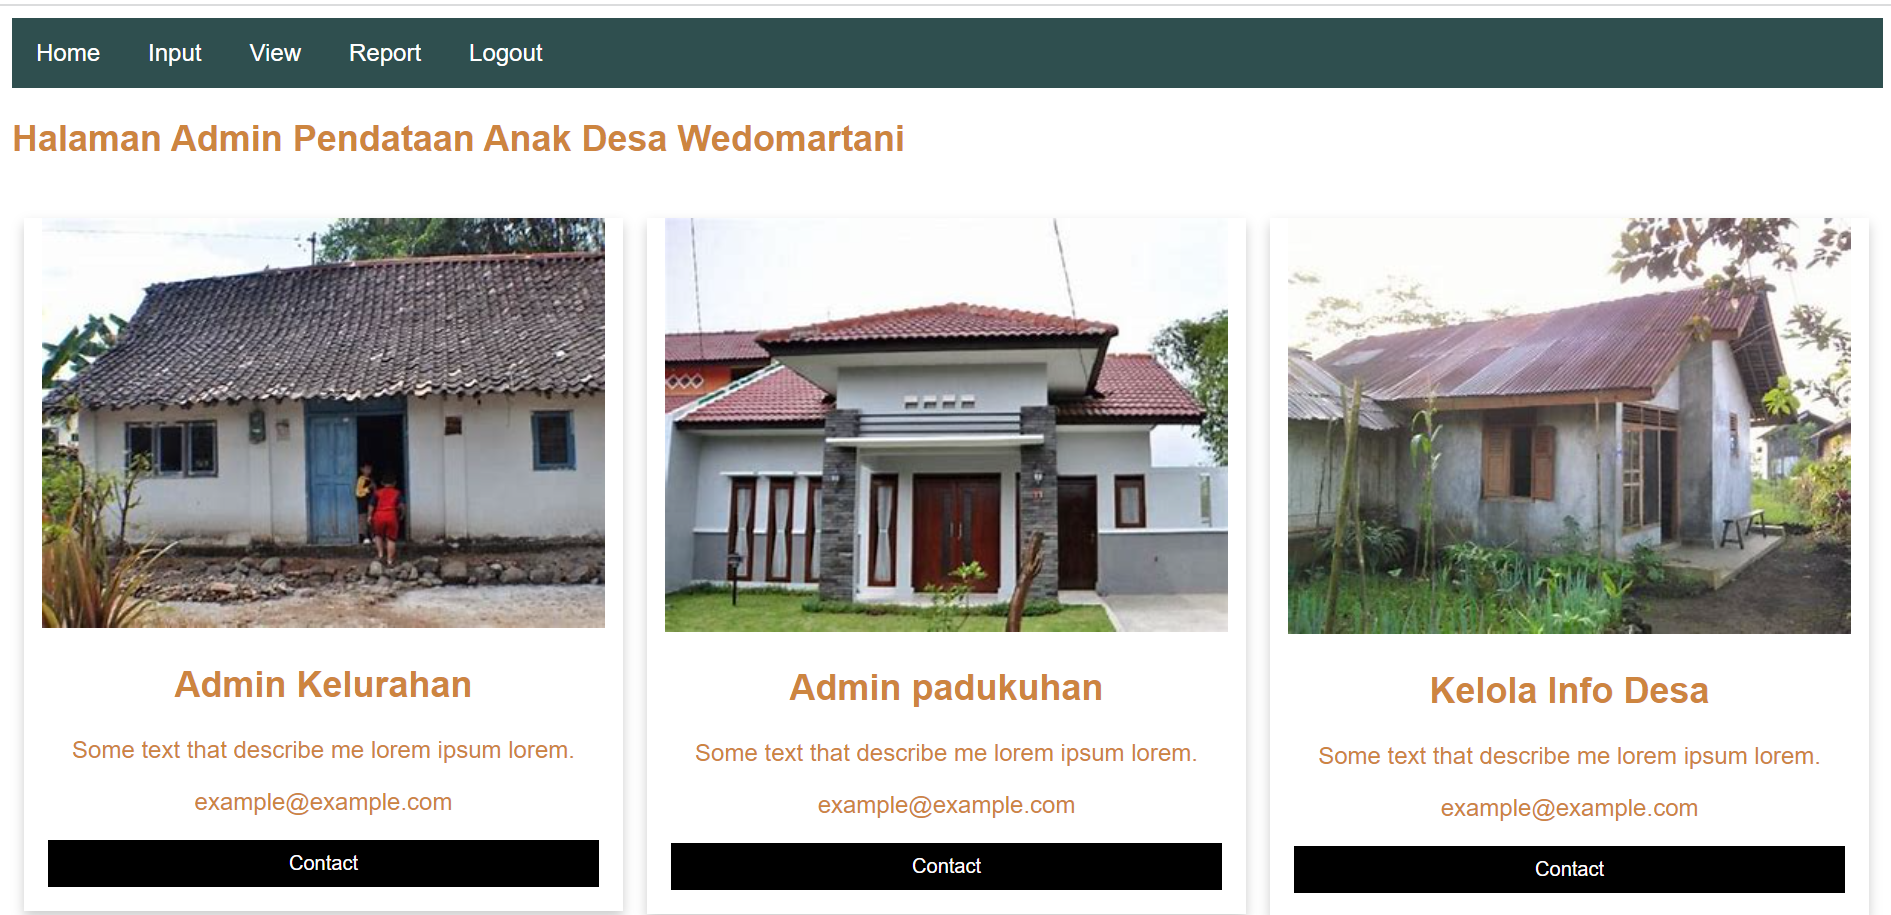 Home Input View Report Logout
Halaman Admin Pendataan Anak Desa Wedomartani
Admin Kelurahan
Some text that describe me lorem ipsum lorem.
example@example.com
Contact
Admin padukuhan
Some text that describe me lorem ipsum lorem.
example@example.com
Contact
Kelola Info Desa
Some text that describe me lorem ipsum lorem.
example@example.com
Contact